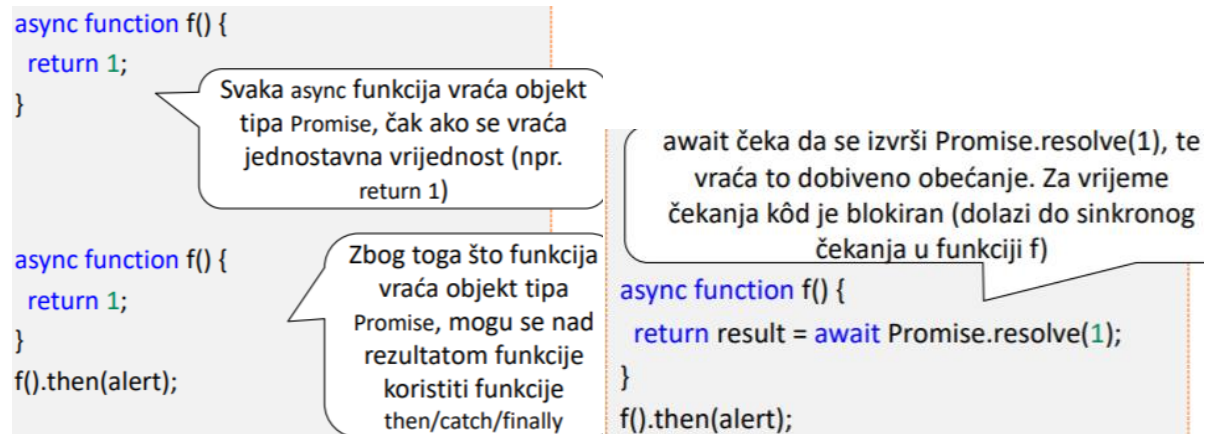 async function f() {
return 1;
}
Svaka async funkcija vraća objekt
tipa Promise, čak ako se vraća
jednostavna vrijednost (npr.
return 1)
async function f() {
return 1;
}
f().then(alert);
Zbog toga što funkcija
vraća objekt tipa
Promise, mogu se nad
rezultatom funkcije
koristiti funkcije
then/catch/finally
await čeka da se izvrši Promise.resolve(1), te
vraća to dobiveno obećanje. Za vrijeme
čekanja kôd je blokiran (dolazi do sinkronog
čekanja u funkciji f)
async function f() {
return result = await Promise.resolve(1);
}
f().then(alert);